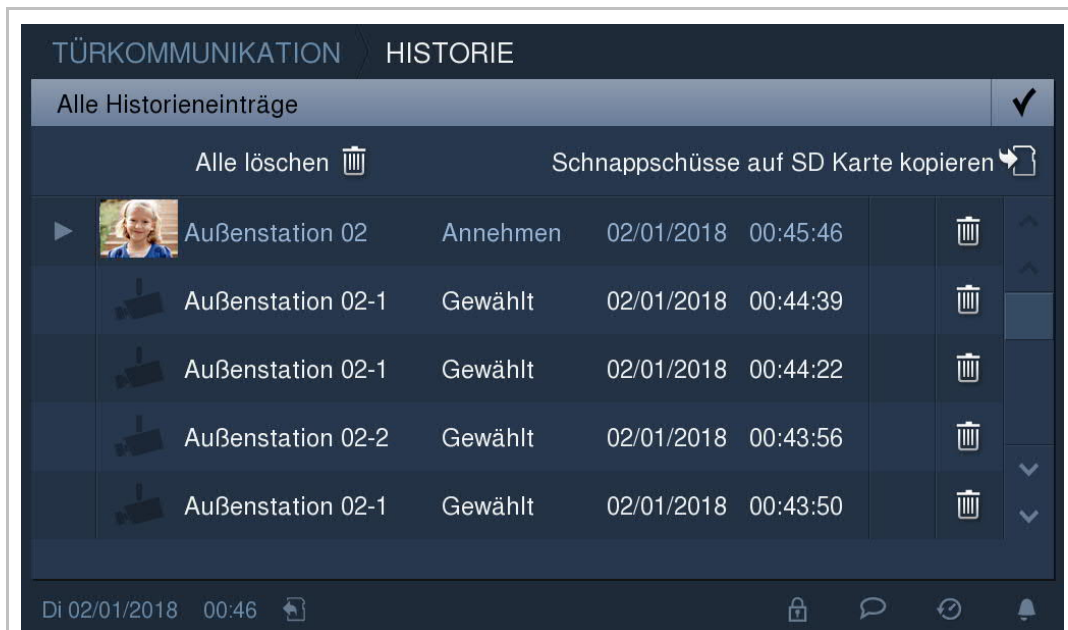 TÜRKOMMUNIKATION HISTORIE
Alle Historieneinträge
Alle löschen Schnappschüsse auf SD Karte kopieren
Außenstation 02 Annehmen 02/01/2018 00:45:46
Außenstation 02-1 Gewählt 02/01/2018 00:44:39
Außenstation 02-1 Gewählt 02/01/2018 00:44:22
Außenstation 02-2 Gewählt 02/01/2018 00:43:56
Außenstation 02-1 Gewählt 02/01/2018 00:43:50
Di 02/01/2018 00:46